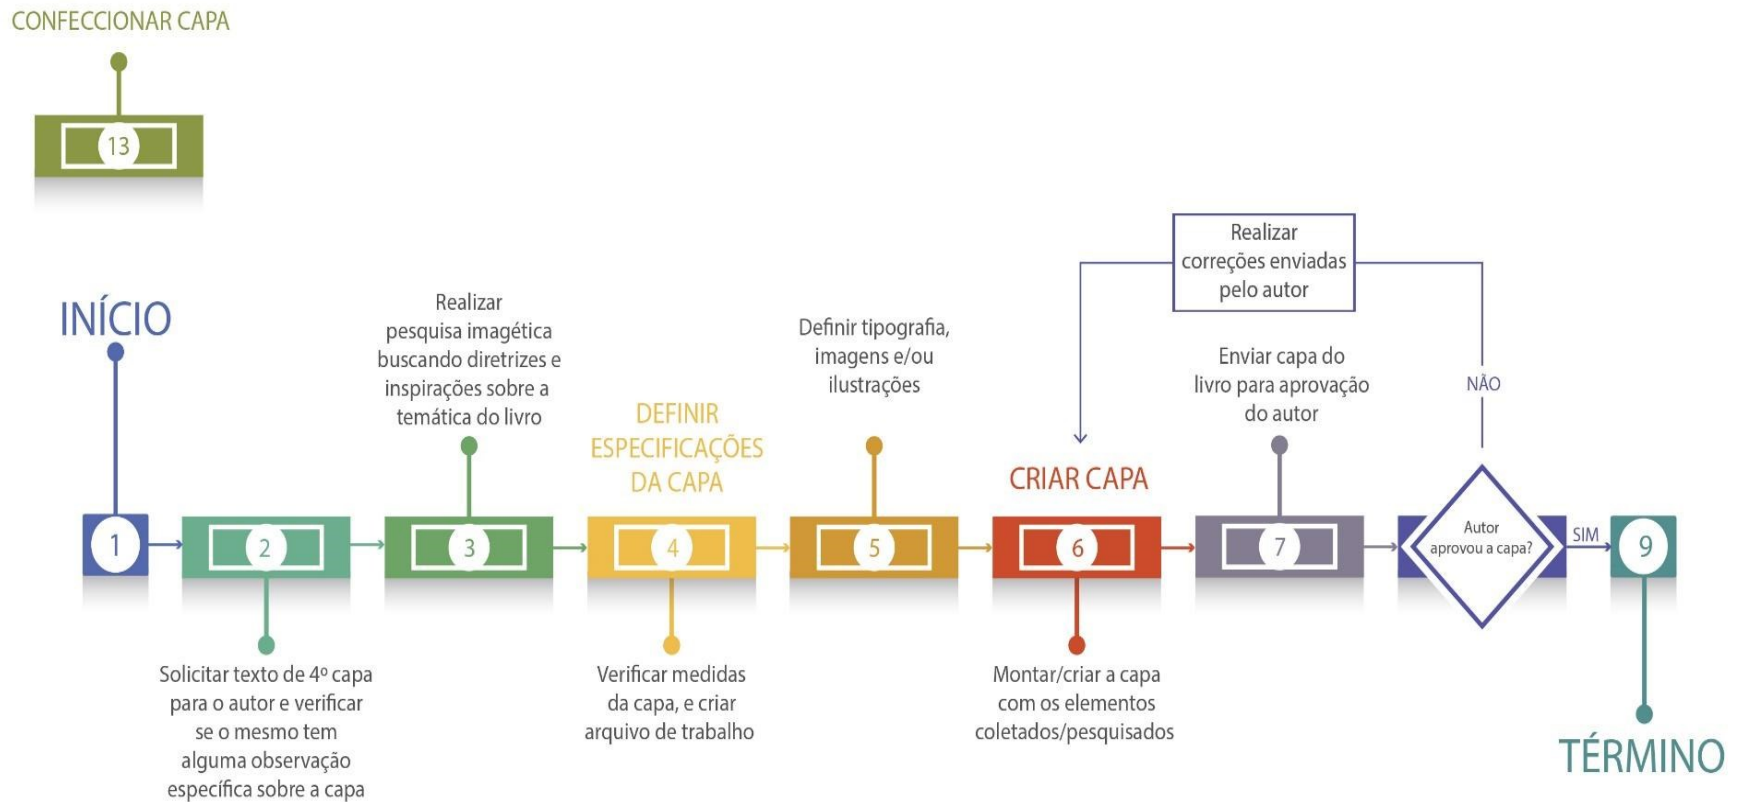 CONFECCIONAR CAPA
13
INÍCIO
1
2
Solicitar texto de 4º capa
para o autor e verificar
se o mesmo tem
alguma observação
específica sobre a capa
Realizar
pesquisa imagética
buscando diretrizes e
inspirações sobre a
temática do livro
3
DEFINIR
ESPECIFICAÇÕES
DA CAPA
4
Verificar medidas
da capa, e criar
arquivo de trabalho
Definir tipografia,
imagens e/ou
ilustrações
5
CRIAR CAPA
6
Montar/criar a capa
com os elementos
coletados/pesquisados
Enviar capa do
livro para aprovação
do autor
7
Autor
aprovou a capa?
NÃO
Realizar
correções enviadas
pelo autor
SIM
9
TÉRMINO